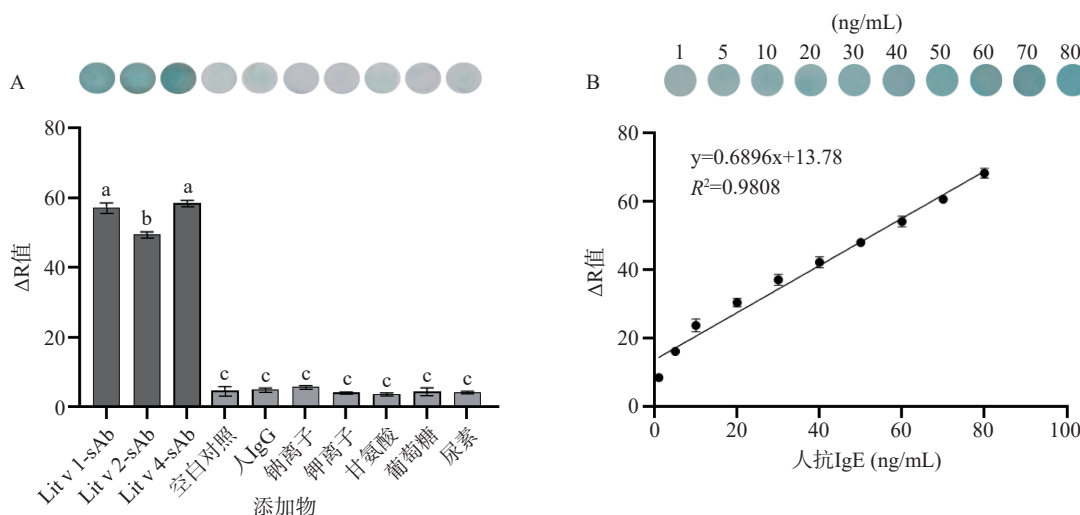 A
80
60
40
20
0
ΔR值
a
b
a
c
c
c
c
c
c
c
Lit v 1-sAb
Lit v 2-sAb
Lit v 4-sAb
空白对照
人IgG
钠离子
钾离子
甘氨酸
葡萄糖
尿素
添加物
B
(ng/mL)
1 5 10 20 30 40 50 60 70 80
y=0.6896x+13.78
R²=0.9808
80
60
40
20
0
ΔR值
0 20 40 60 80 100
人抗IgE (ng/mL)